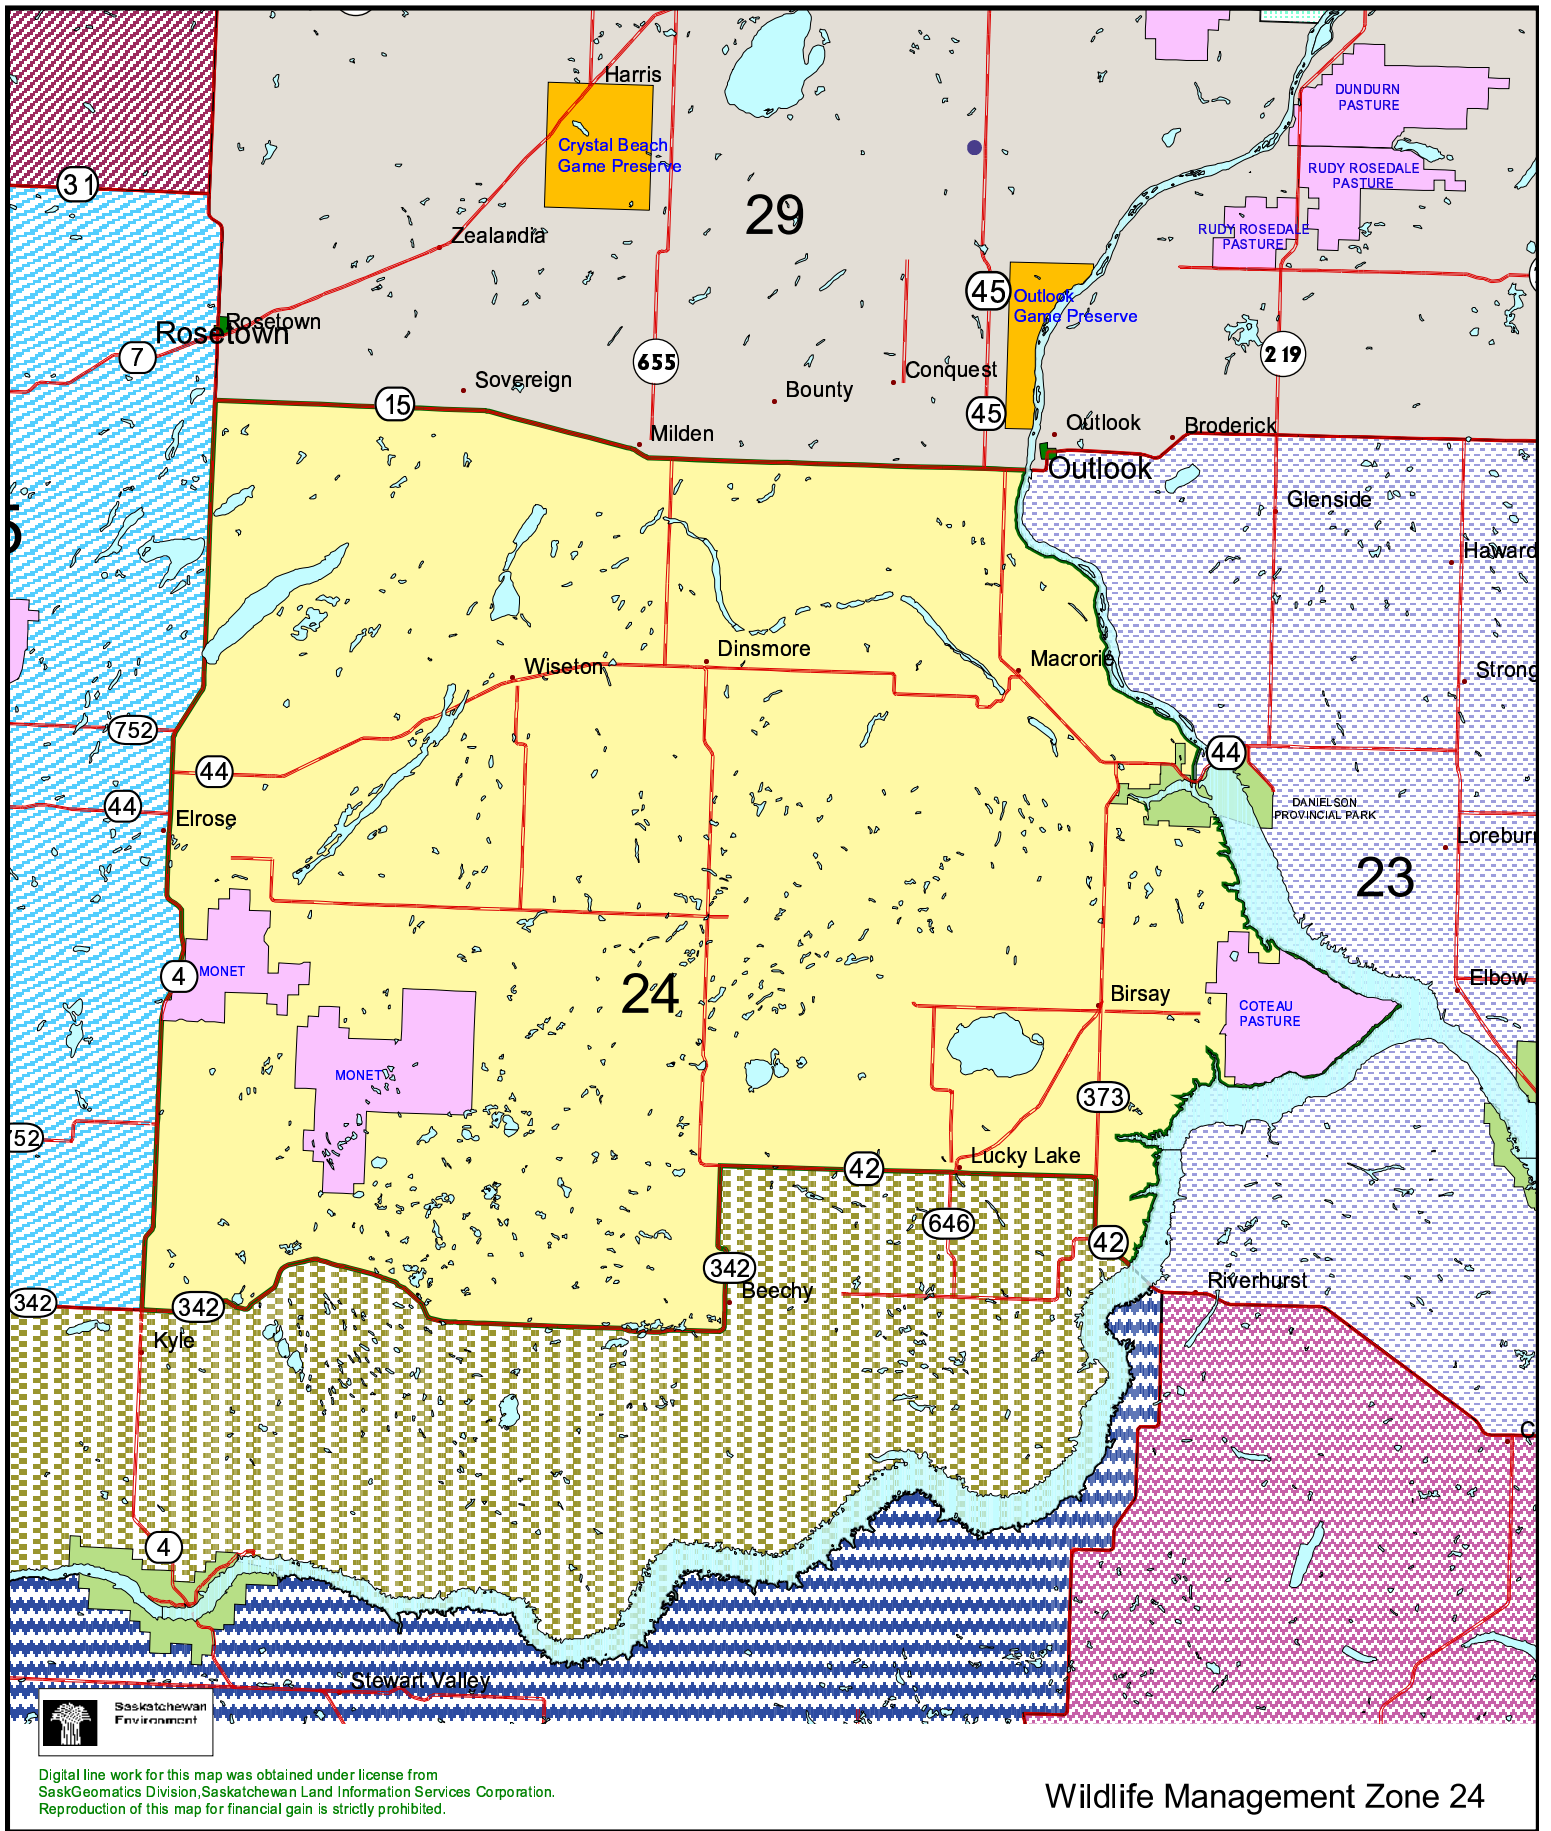 Harris
DUNDURN
PASTURE
Crystal Beach
Game Preserve
31
RUDY ROSEDALE
PASTURE
29
Zealandia
RUDY ROSEDALE
PASTURE
45
Outlook
Game Preserve
Rosetown
Rosetown
7
655
219
Conquest
Sovereign
Bounty
15
45
Outlook
Broderick
Milden
Outlook
Glenside
5
Haward
Dinsmore
Macrorie
Wiseton
Strong
752
44
44
44
DANIELSON
PROVINCIAL PARK
Elrose
Loreburn
23
4
MONET
24
Elbow
Birsay
COTEAU
PASTURE
MONET
373
752
Lucky Lake
42
646
42
342
Beechy
Riverhurst
342
342
Kyle
C
4
Stewart Valley
Saskatchewan
Environment
Digital line work for this map was obtained under license from
SaskGeomatics Division,Saskatchewan Land Information Services Corporation.
Reproduction of this map for financial gain is strictly prohibited.
Wildlife Management Zone 24